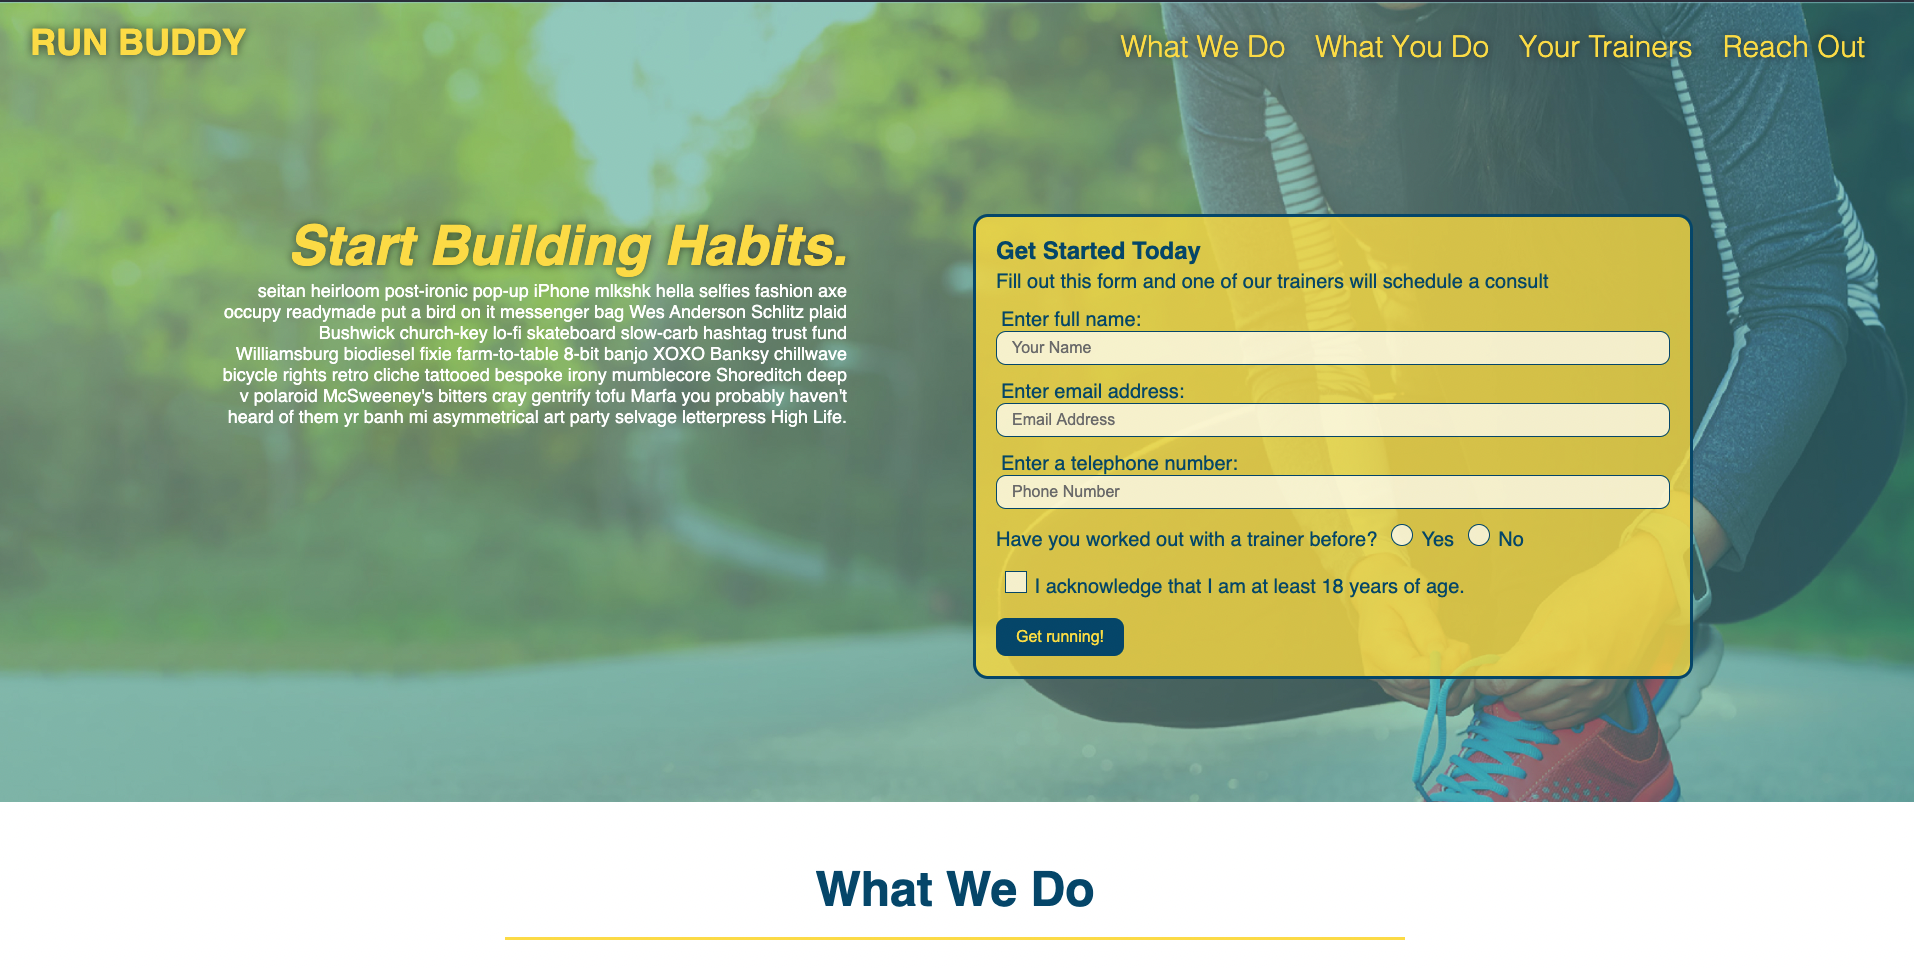 RUN BUDDY
What We Do What You Do Your Trainers Reach Out
Start Building Habits.
seitan heirloom post-ironic pop-up iPhone mlkshk hella selfies fashion axe
occupy readymade put a bird on it messenger bag Wes Anderson Schlitz plaid
Bushwick church-key lo-fi skateboard slow-carb hashtag trust fund
Williamsburg biodiesel fixie farm-to-table 8-bit banjo XOXO Banksy chillwave
bicycle rights retro cliche tattooed bespoke irony mumblecore Shoreditch deep
v polaroid McSweeney's bitters cray gentrify tofu Marfa you probably haven't
heard of them yr banh mi asymmetrical art party selvage letterpress High Life.
Get Started Today
Fill out this form and one of our trainers will schedule a consult
Enter full name:
Your Name
Enter email address:
Email Address
Enter a telephone number:
Phone Number
Have you worked out with a trainer before? Yes No
I acknowledge that I am at least 18 years of age.
Get running!
What We Do